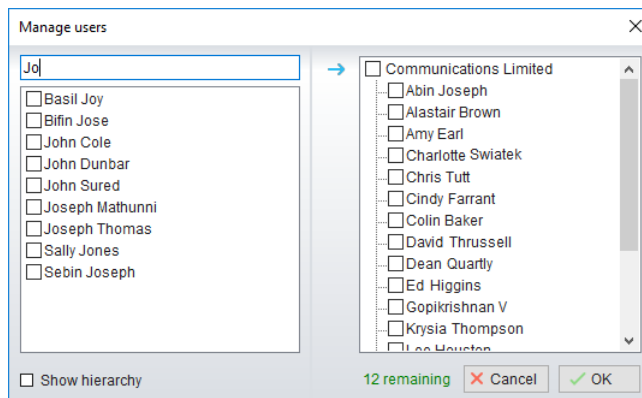 Manage users
Jo
Basil Joy
Bifin Jose
John Cole
John Dunbar
John Sured
Joseph Mathunni
Joseph Thomas
Sally Jones
Sebin Joseph
Show hierarchy
Communications Limited
Abin Joseph
Alastair Brown
Amy Earl
Charlotte Swiatek
Chris Tutt
Cindy Farrant
Colin Baker
David Thrussell
Dean Quartly
Ed Higgins
Gopikrishnan V
Krysia Thompson
12 remaining
Cancel
OK